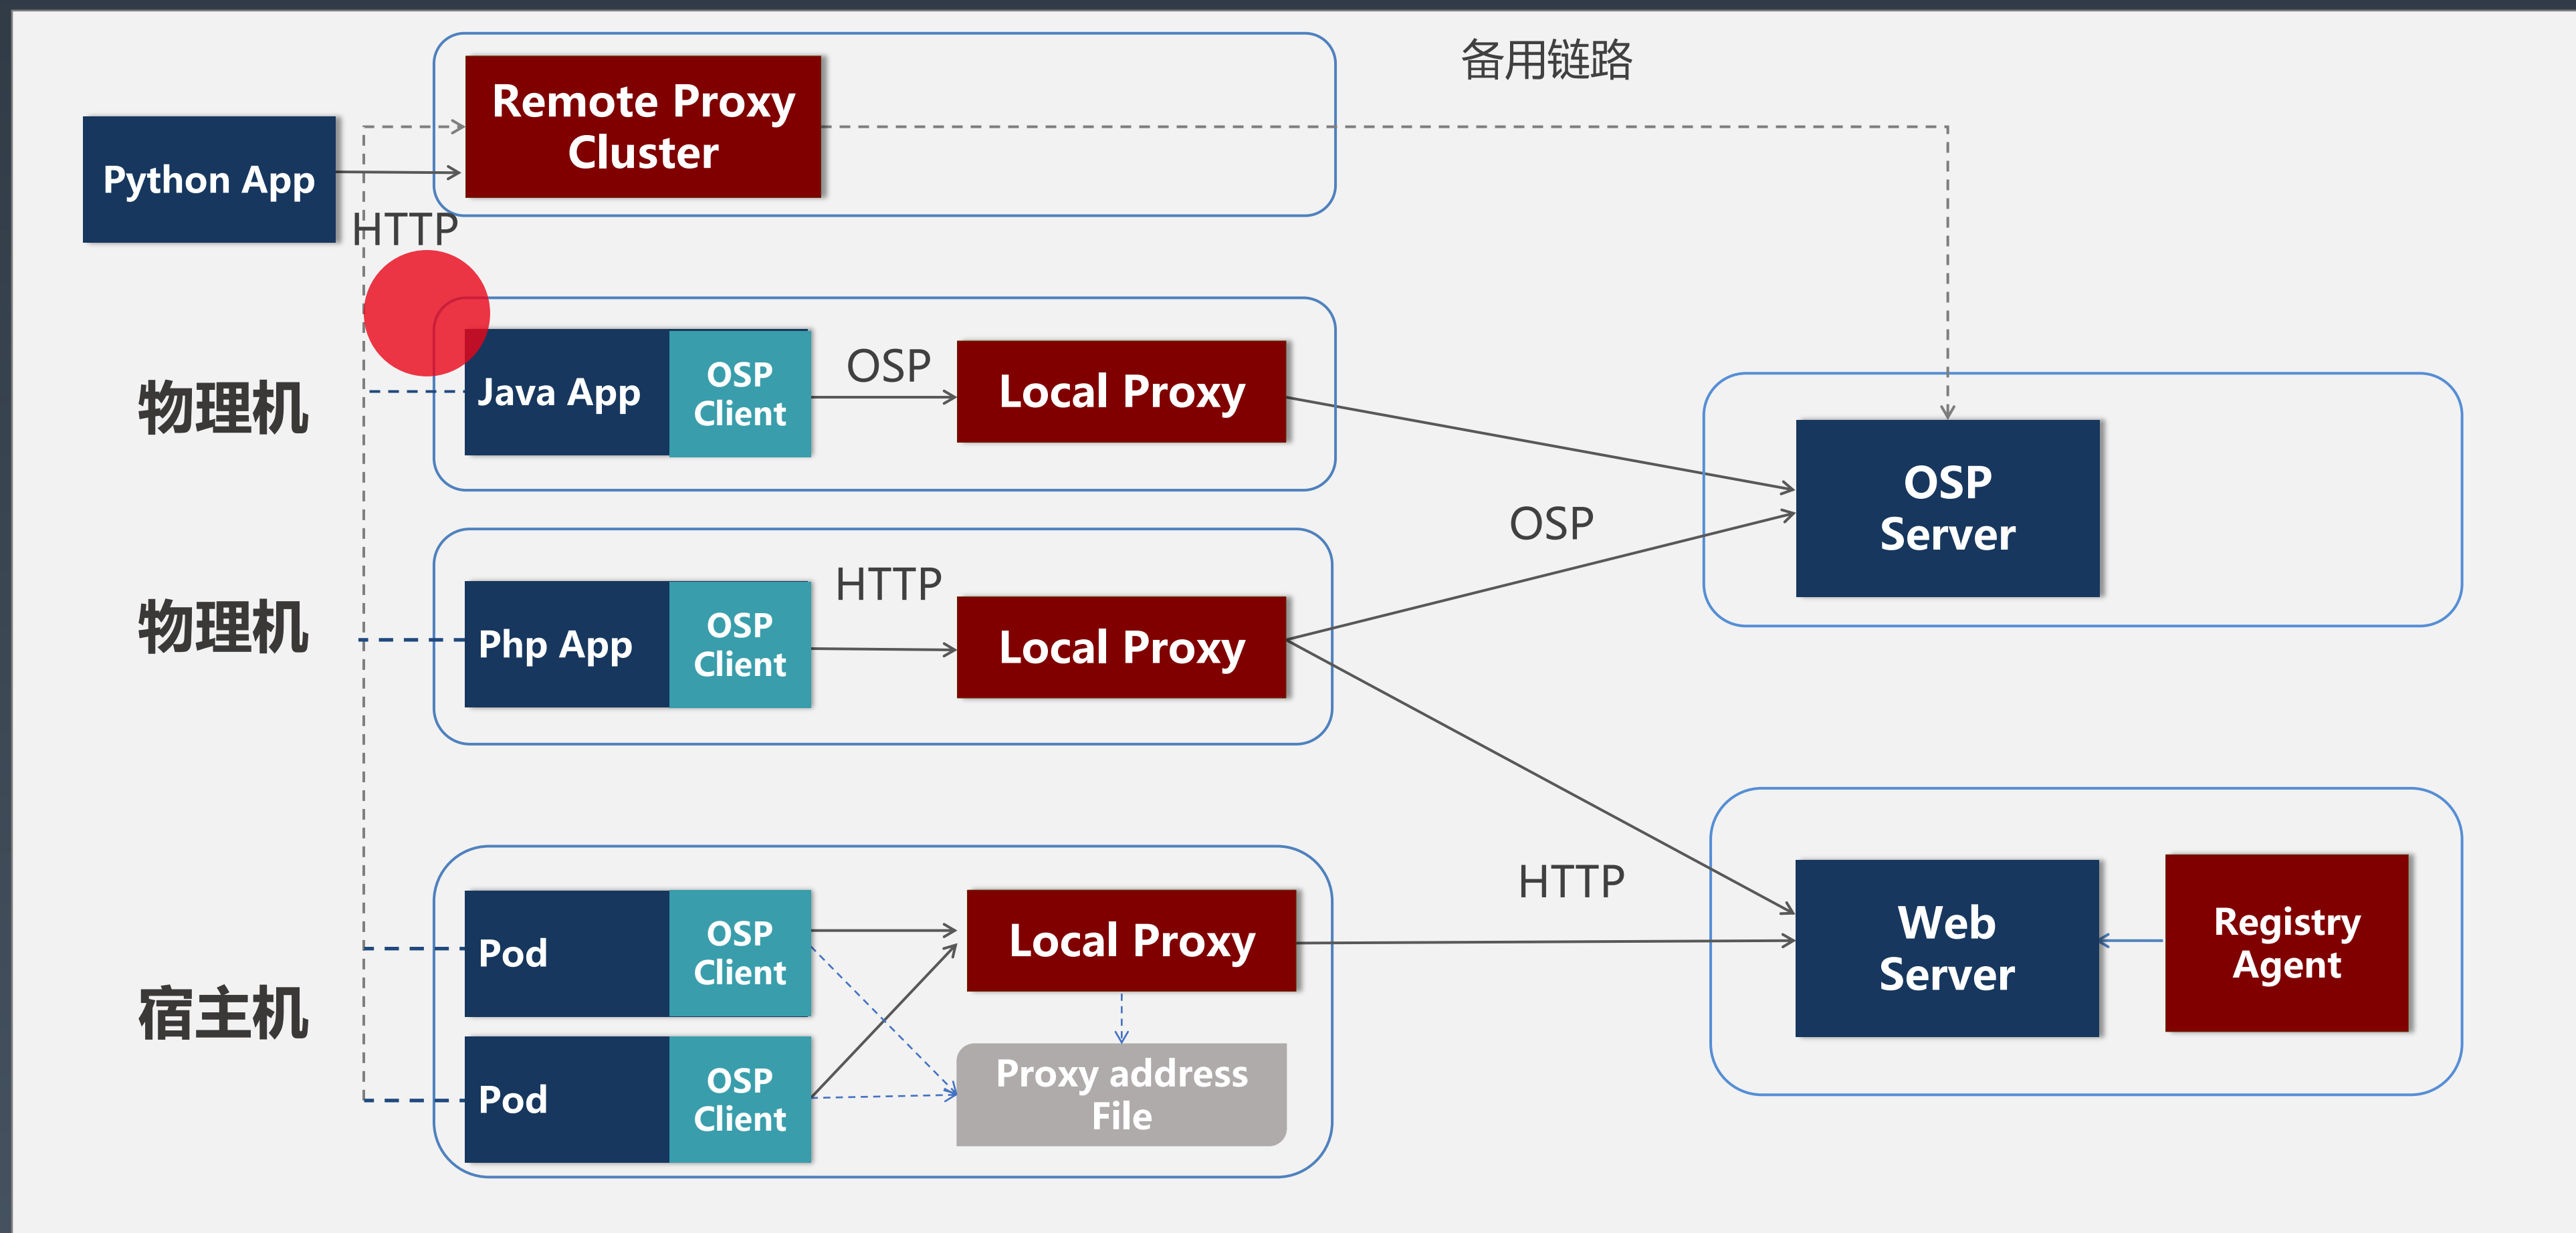 备用链路
Remote Proxy
Cluster
Python App
HTTP
物理机
Java App
OSP
Client
OSP
Local Proxy
OSP
Server
OSP
物理机
Php App
OSP
Client
HTTP
Local Proxy
HTTP
宿主机
Pod
OSP
Client
Local Proxy
Web
Server
Registry
Agent
Pod
OSP
Client
Proxy address
File